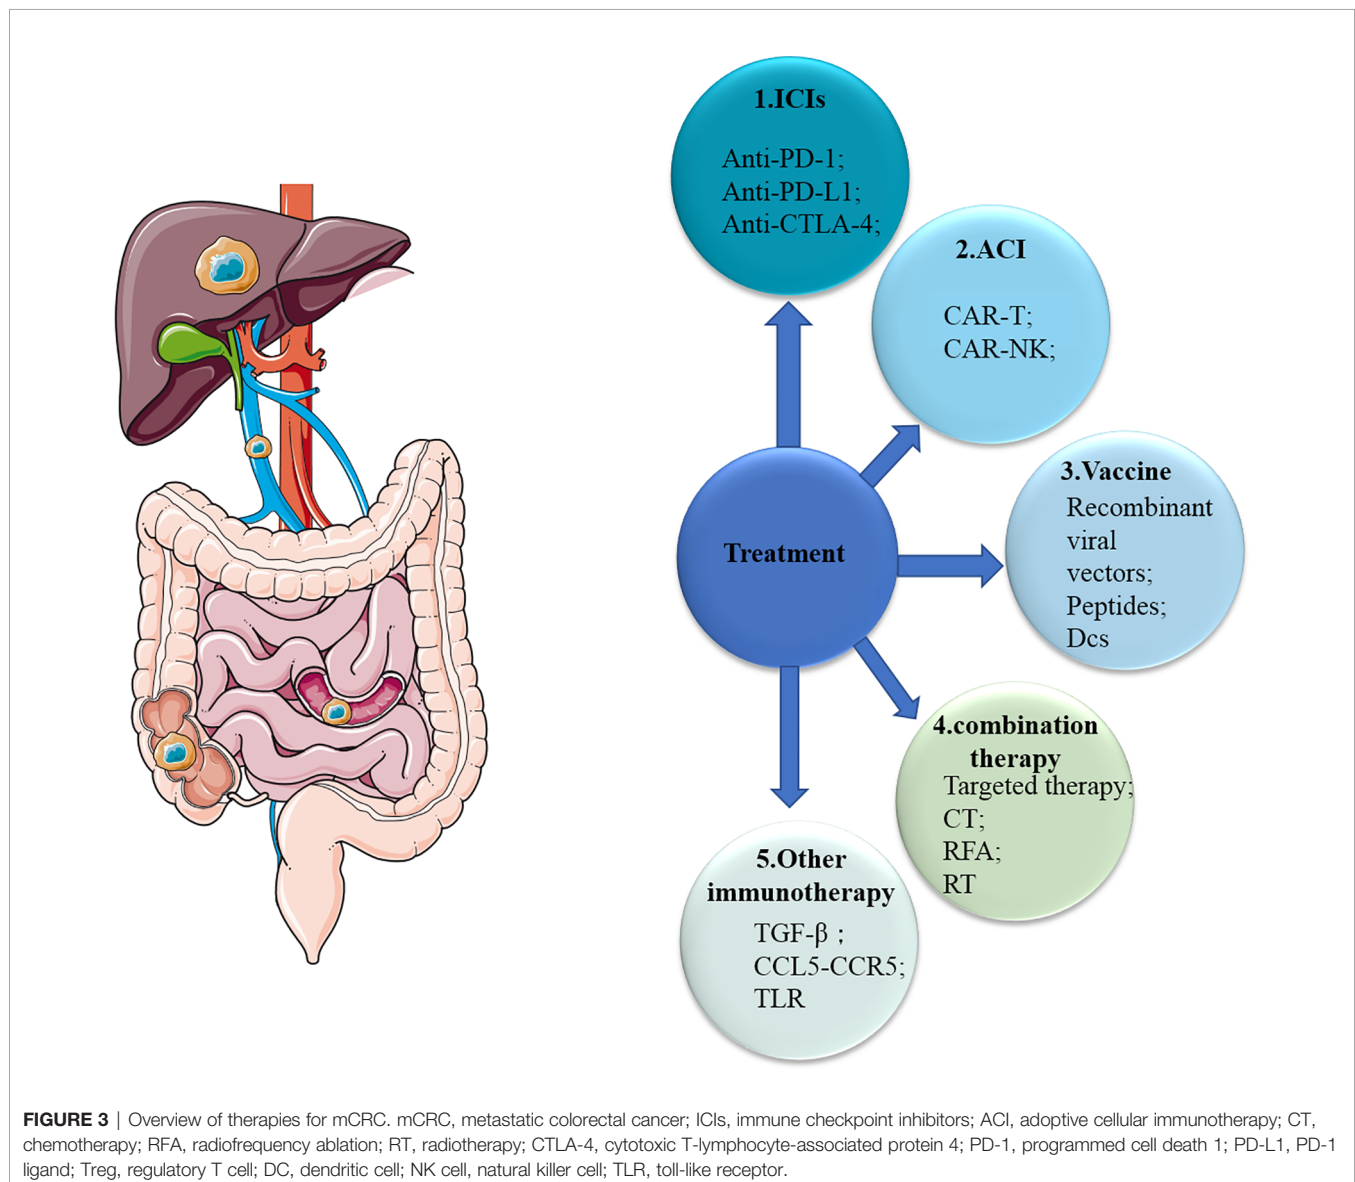 1.ICIs
Anti-PD-1;
Anti-PD-L1;
Anti-CTLA-4;
2.ACI
CAR-T;
CAR-NK;
3.Vaccine
Recombinant
viral
vectors;
Peptides;
Dcs
Treatment
4.combination
therapy
Targeted therapy;
CT;
RFA;
RT
5.Other
immunotherapy
TGF-β ;
CCL5-CCR5;
TLR
FIGURE 3 | Overview of therapies for mCRC. mCRC, metastatic colorectal cancer; ICIs, immune checkpoint inhibitors; ACI, adoptive cellular immunotherapy; CT,
chemotherapy; RFA, radiofrequency ablation; RT, radiotherapy; CTLA-4, cytotoxic T-lymphocyte-associated protein 4; PD-1, programmed cell death 1; PD-L1, PD-1
ligand; Treg, regulatory T cell; DC, dendritic cell; NK cell, natural killer cell; TLR, toll-like receptor.